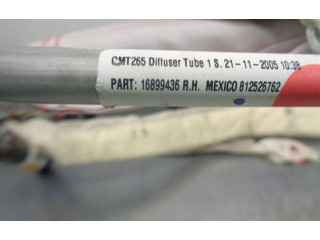 CMT265 Diffuser Tube 1 S. 21-11-2005 10:38
PART: 16899436 R.H. MEXICO 812526762